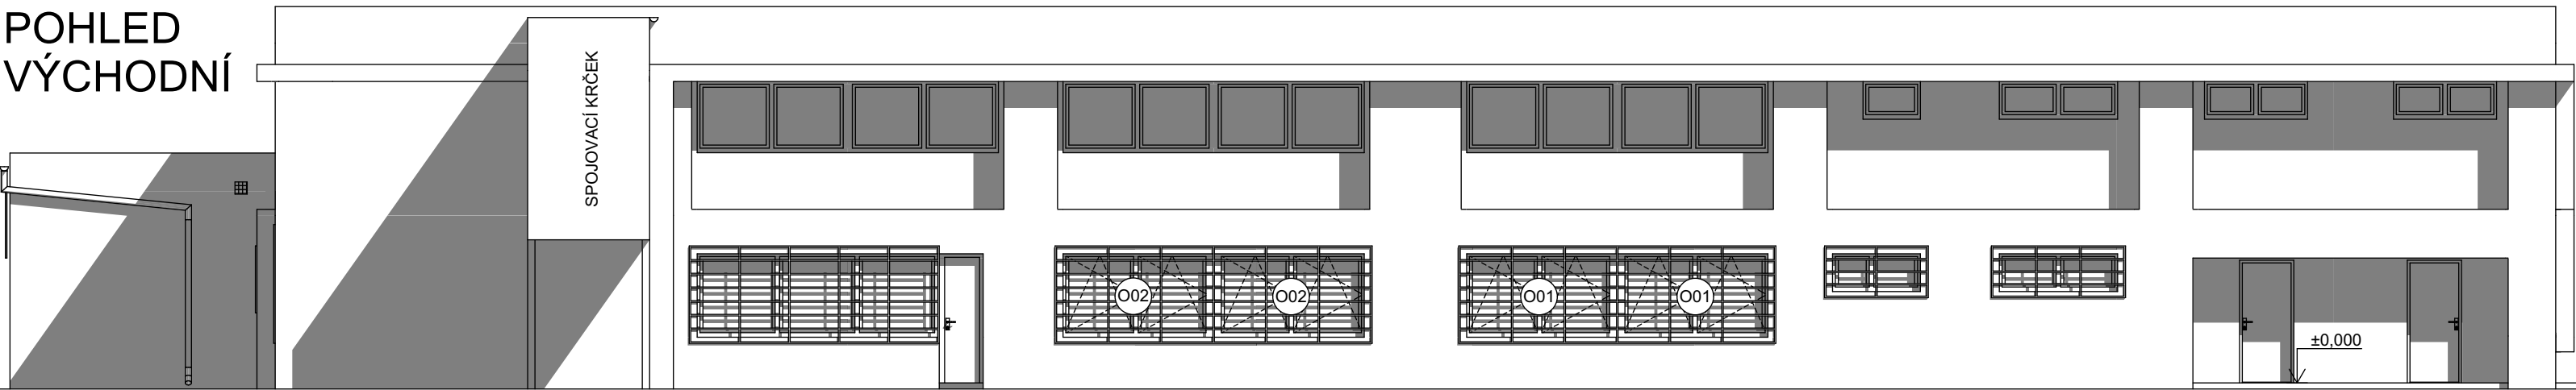 POHLED
VÝCHODNÍ
SPOJOVACÍ KRČEK
O02
O02
O01
O01
±0,000